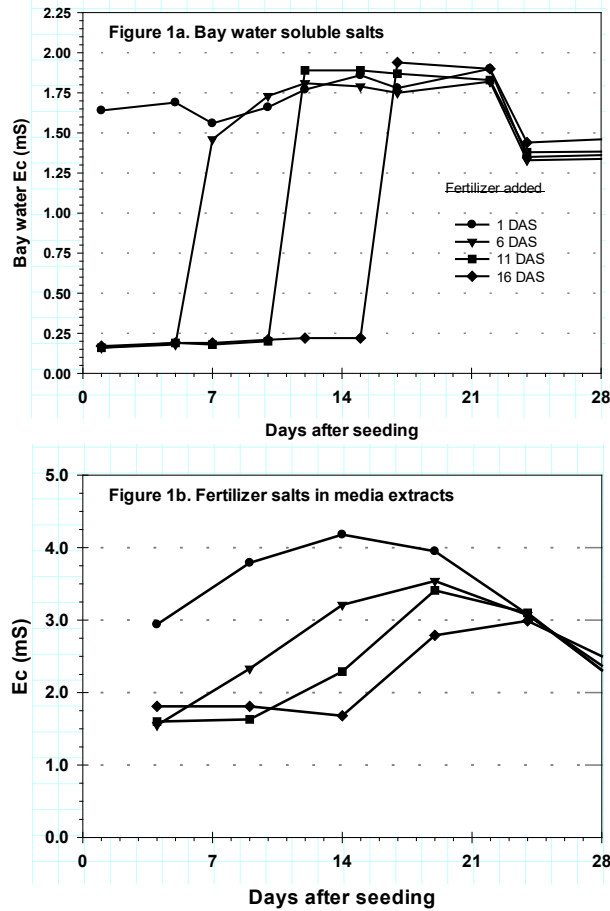 Figure 1a. Bay water soluble salts
2.25
2.00
1.75
1.50
1.25
1.00
0.75
0.50
0.25
0.00
Bay water Ec (mS)
Fertilizer added
1 DAS
6 DAS
11 DAS
16 DAS
0 7 14 21 28
Days after seeding
Figure 1b. Fertilizer salts in media extracts
5.0
4.0
3.0
2.0
1.0
0.0
Ec (mS)
0 7 14 21 28
Days after seeding